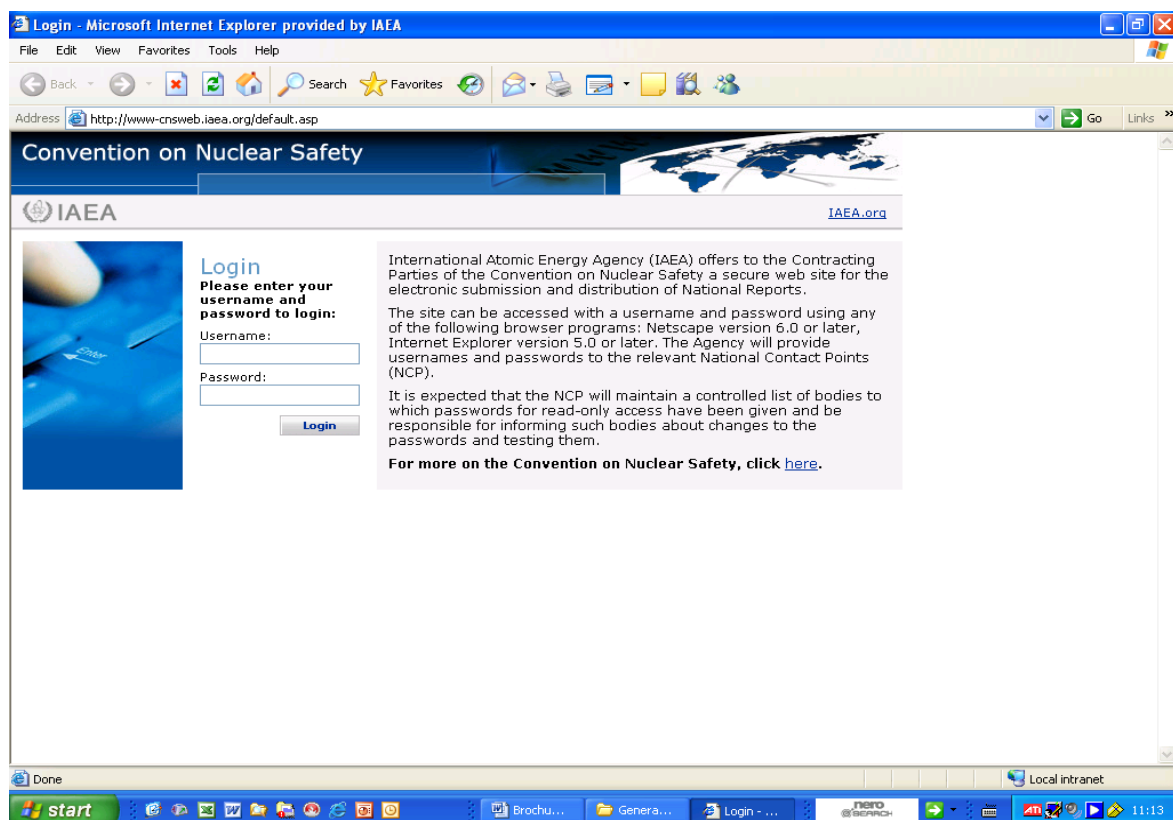 Login - Microsoft Internet Explorer provided by IAEA
File Edit View Favorites Tools Help
Back Search Favorites
Address http://www-cnsweb.iaea.org/default.asp Go Links »
Convention on Nuclear Safety
IAEA IAEA.org
Login
Please enter your
username and
password to login:
Username:
Password:
Login
Enter
International Atomic Energy Agency (IAEA) offers to the Contracting
Parties of the Convention on Nuclear Safety a secure web site for the
electronic submission and distribution of National Reports.
The site can be accessed with a username and password using any
of the following browser programs: Netscape version 6.0 or later,
Internet Explorer version 5.0 or later. The Agency will provide
usernames and passwords to the relevant National Contact Points
(NCP).
It is expected that the NCP will maintain a controlled list of bodies to
which passwords for read-only access have been given and be
responsible for informing such bodies about changes to the
passwords and testing them.
For more on the Convention on Nuclear Safety, click here.
Done Local intranet
start Brochu... Genera... Login - ... nero SEARCH ATI 11:13